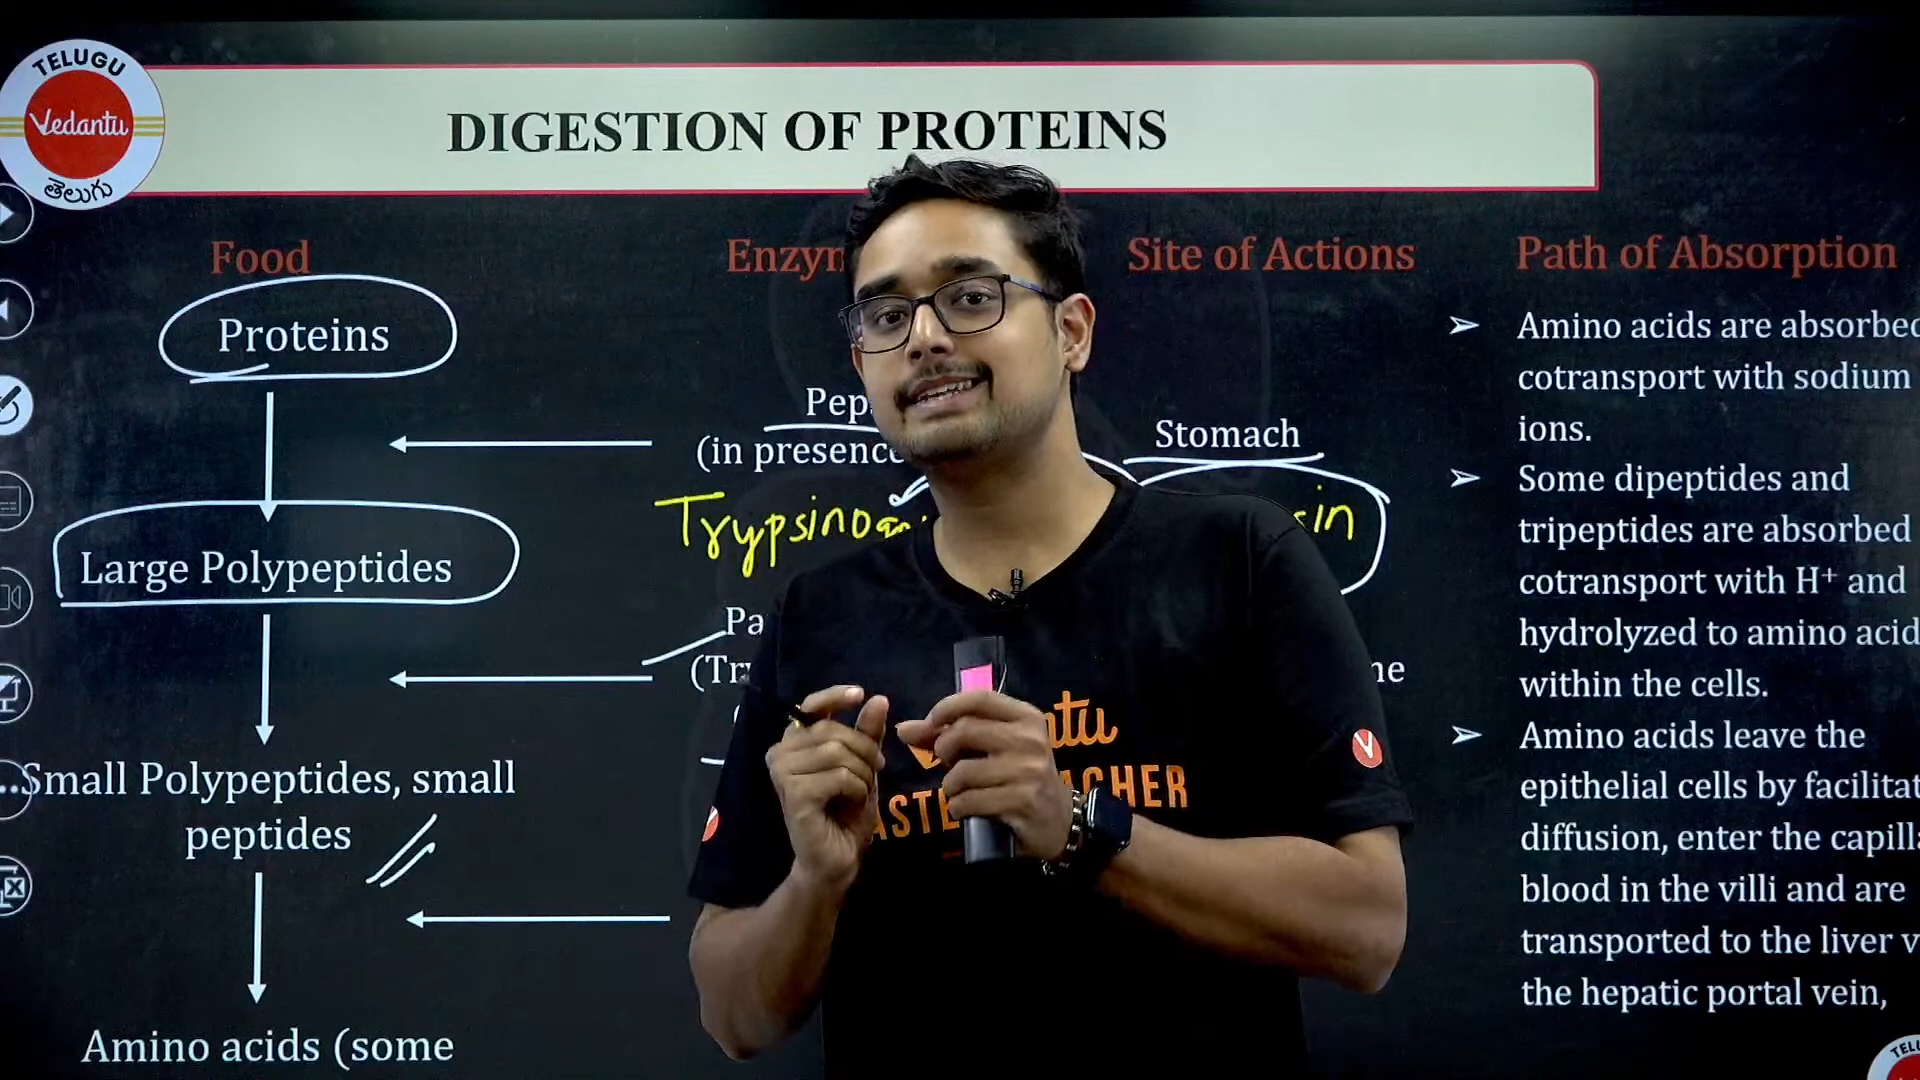 TELUGU
Vedantu
తెలుగు
DIGESTION OF PROTEINS
Food
Site of Actions
Path of Absorption
Proteins
Large Polypeptides
Small Polypeptides, small
peptides
Amino acids (some
(in presence
Stomach
Amino acids are absorbed
cotransport with sodium
ions.
Some dipeptides and
tripeptides are absorbed
cotransport with H⁺ and
hydrolyzed to amino acid
within the cells.
Amino acids leave the
epithelial cells by
diffusion, enter the
blood in the villi and are
transported to the liver
the hepatic portal vein,
V